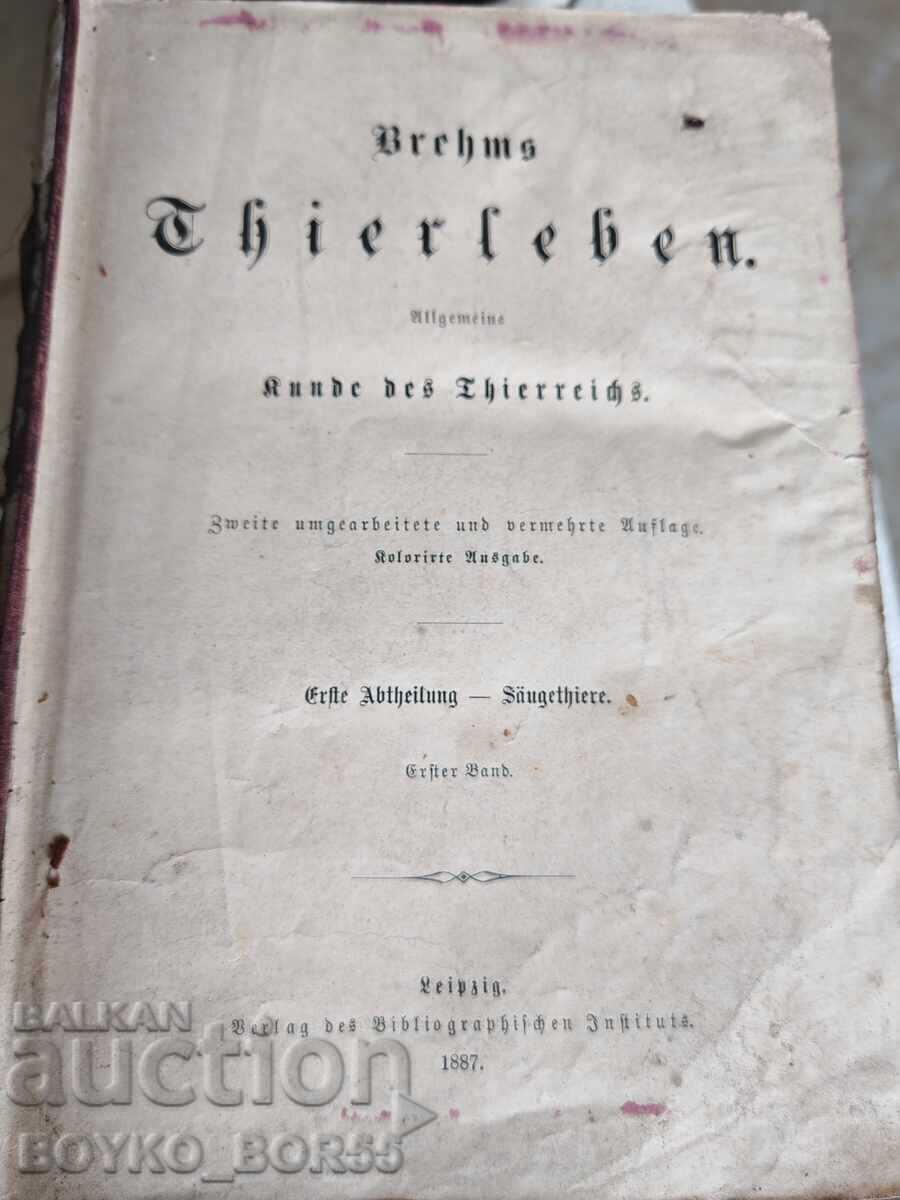 Brehms
Thierleben.
Allgemeine
Kunde des Thierreichs.
Zweite umgearbeitete und vermehrte Auflage.
Kolorirte Ausgabe.
Erste Abtheilung — Säugethiere.
Erster Band.
Leipzig.
Verlag des Bibliographischen Instituts.
1887.
BALKAN
auction
BOYKO_BOR55